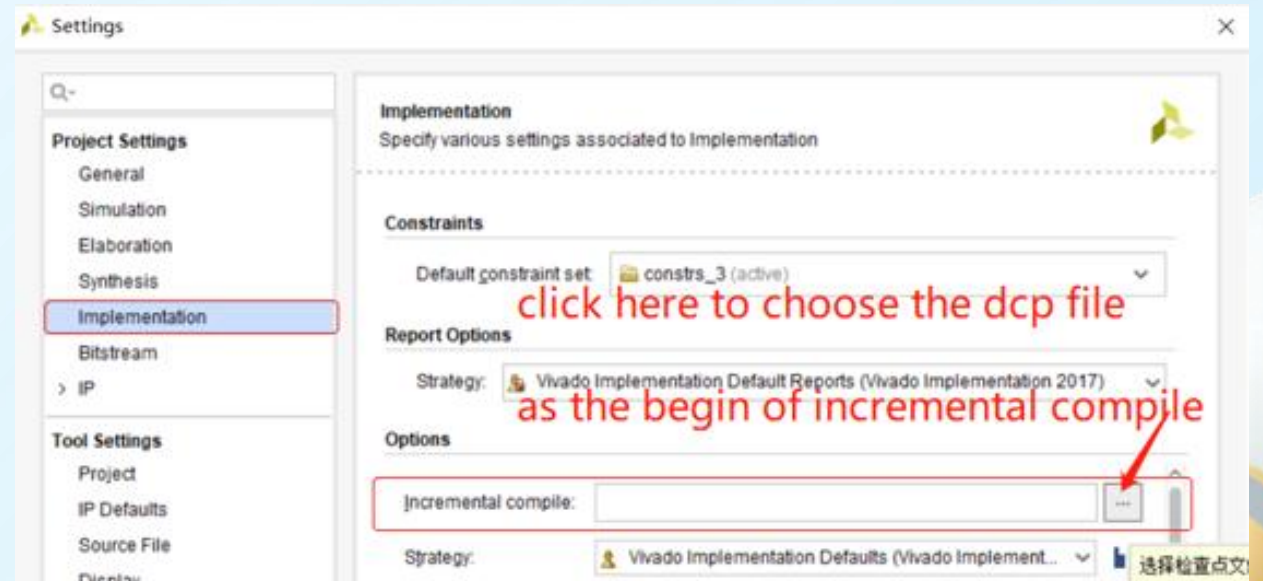 Settings
Q-
Project Settings
General
Simulation
Elaboration
Synthesis
Implementation
Bitstream
> IP
Tool Settings
Project
IP Defaults
Source File
Display
Implementation
Specify various settings associated to Implementation
Constraints
Default constraint set: constrs_3 (active)
click here to choose the dcp file
Report Options
Strategy: Vivado Implementation Default Reports (Vivado Implementation 2017)
as the begin of incremental compile
Options
Incremental compile: ...
Strategy: Vivado Implementation Defaults (Vivado Implement...
选择检查点文